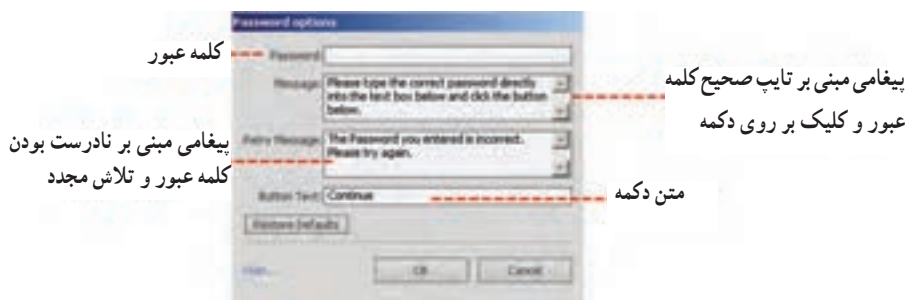 Password options
کلمه عبور
Password
Message
Please type the correct password directly
into the text box below and click the button
below.
پیغامی مبنی بر تایپ صحیح کلمه
عبور و کلیک بر روی دکمه
Retry Message
The Password you entered is incorrect.
Please try again.
پیغامی مبنی بر نادرست بودن
کلمه عبور و تلاش مجدد
Button Text
Continue
متن دکمه
Restore Defaults
Help...
OK
Cancel